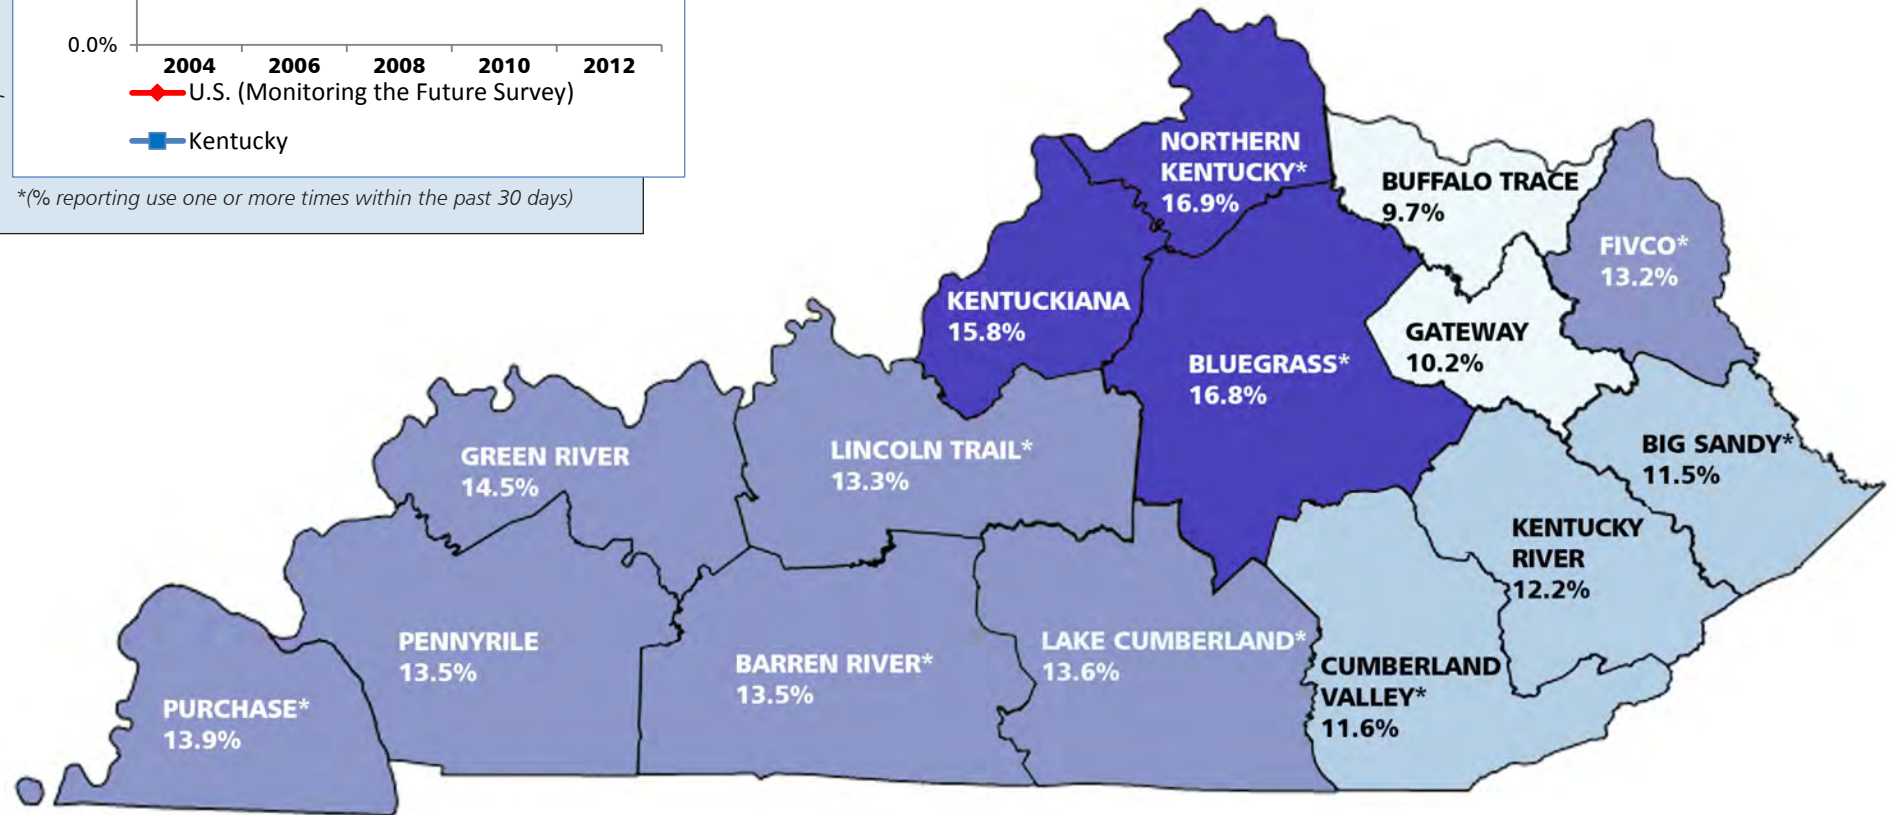 0.0%
2004 2006 2008 2010 2012
U.S. (Monitoring the Future Survey)
Kentucky
*(% reporting use one or more times within the past 30 days)
NORTHERN
KENTUCKY*
16.9%
BUFFALO TRACE
9.7%
FIVCO*
13.2%
KENTUCKIANA
15.8%
BLUEGRASS*
16.8%
GATEWAY
10.2%
GREEN RIVER
14.5%
LINCOLN TRAIL*
13.3%
BIG SANDY*
11.5%
KENTUCKY
RIVER
12.2%
PENNYRILE
13.5%
BARREN RIVER*
13.5%
LAKE CUMBERLAND*
13.6%
CUMBERLAND
VALLEY*
11.6%
PURCHASE*
13.9%